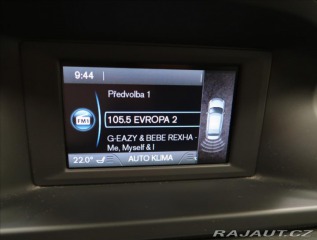 9:44
Předvolba 1
FM1
105.5 EVROPA 2
G-EAZY & BEBE REXHA -
Me, Myself & I
22.0°
AUTO KLIMA
RAJAUT.CZ